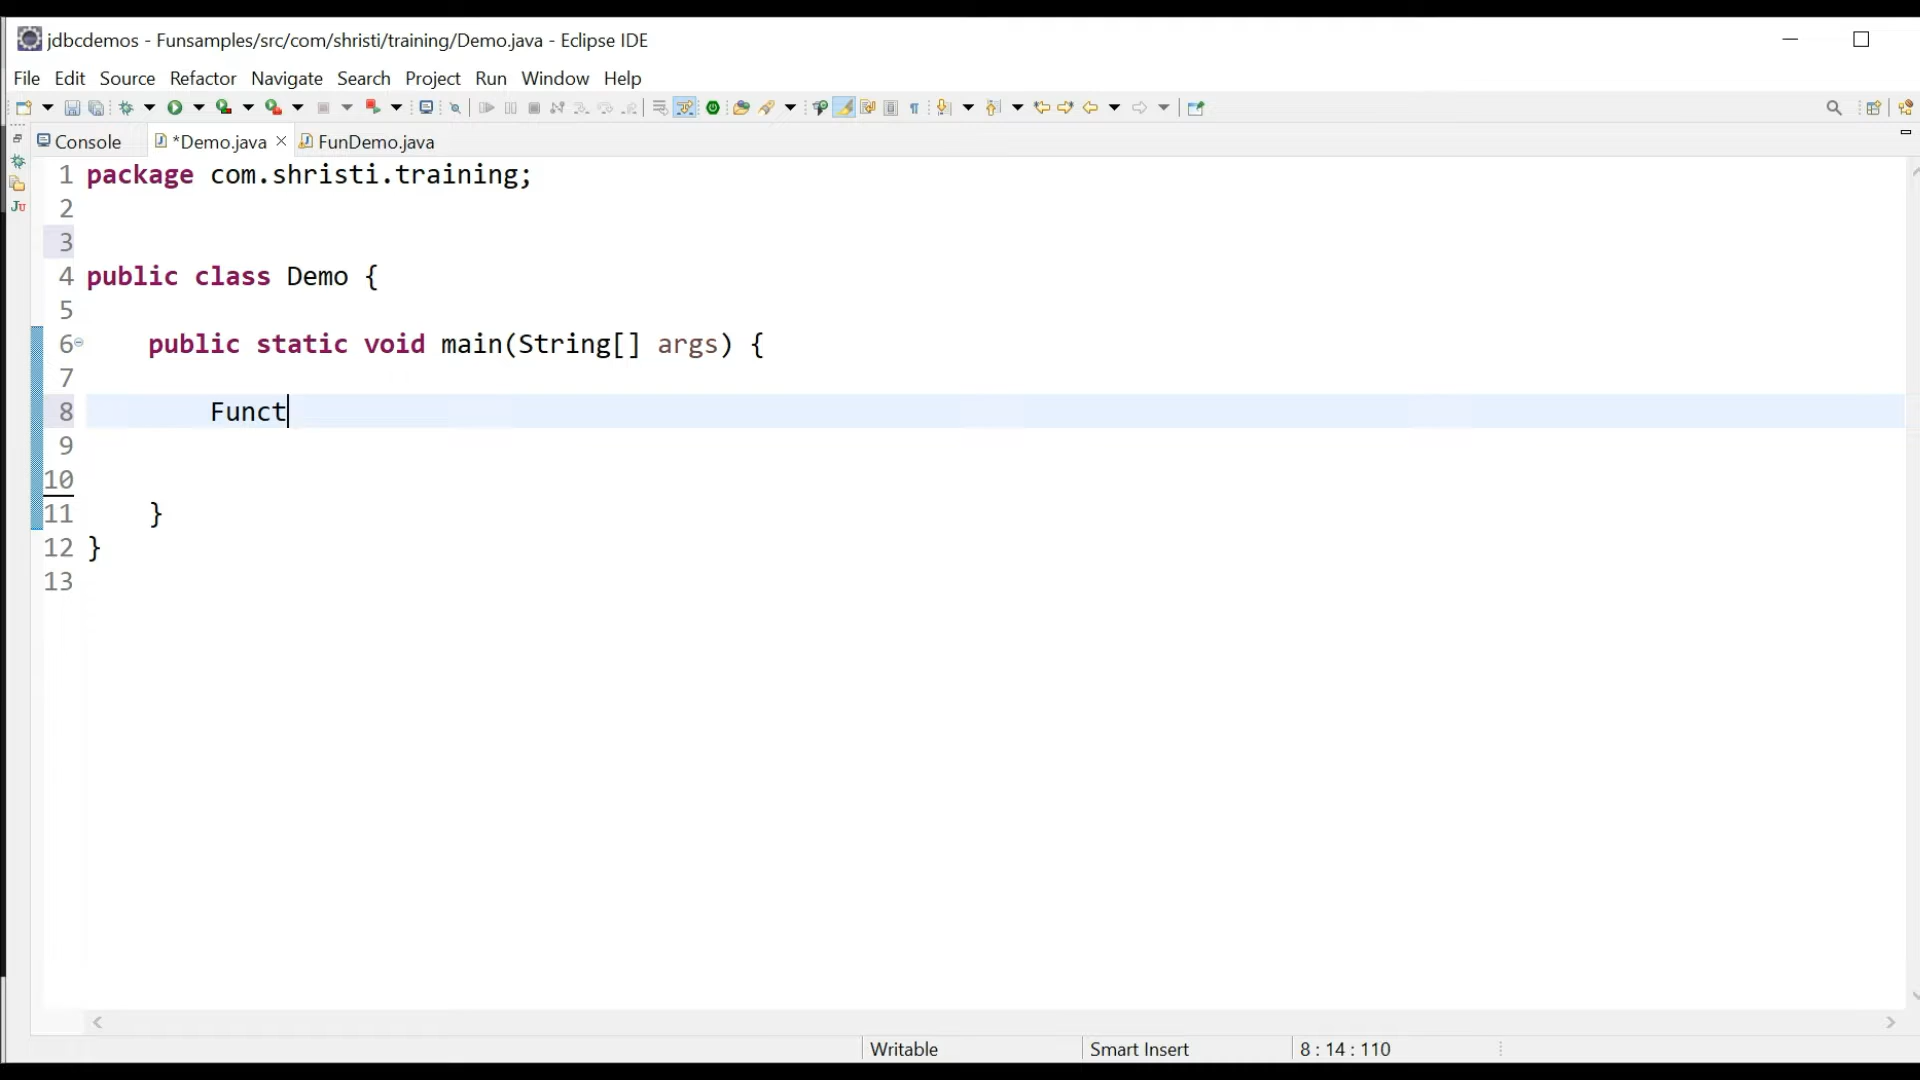 jdbcdemos - Funsamples/src/com/shristi/training/Demo.java - Eclipse IDE
File Edit Source Refactor Navigate Search Project Run Window Help
Console *Demo.java FunDemo.java
1 package com.shristi.training;
2
3
4 public class Demo {
5
6 public static void main(String[] args) {
7
8 Funct
9
10
11 }
12 }
13
Writable Smart Insert 8 : 14 : 110